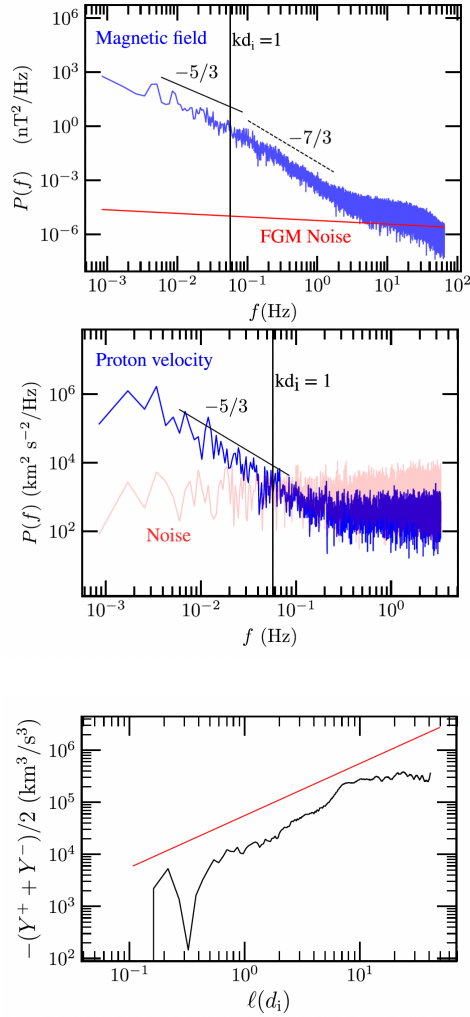 Magnetic field
kd_i = 1
−5/3
−7/3
FGM Noise
P(f) (nT²/Hz)
10⁶
10³
10⁰
10⁻³
10⁻⁶
10⁻³ 10⁻² 10⁻¹ 10⁰ 10¹ 10²
f(Hz)
Proton velocity
kd_i = 1
−5/3
Noise
P(f) (km² s⁻²/Hz)
10⁶
10⁴
10²
10⁻³ 10⁻² 10⁻¹ 10⁰
f (Hz)
−(Y⁺ + Y⁻)/2 (km³/s³)
10⁶
10⁵
10⁴
10³
10²
10⁻¹ 10⁰ 10¹
ℓ(d_i)